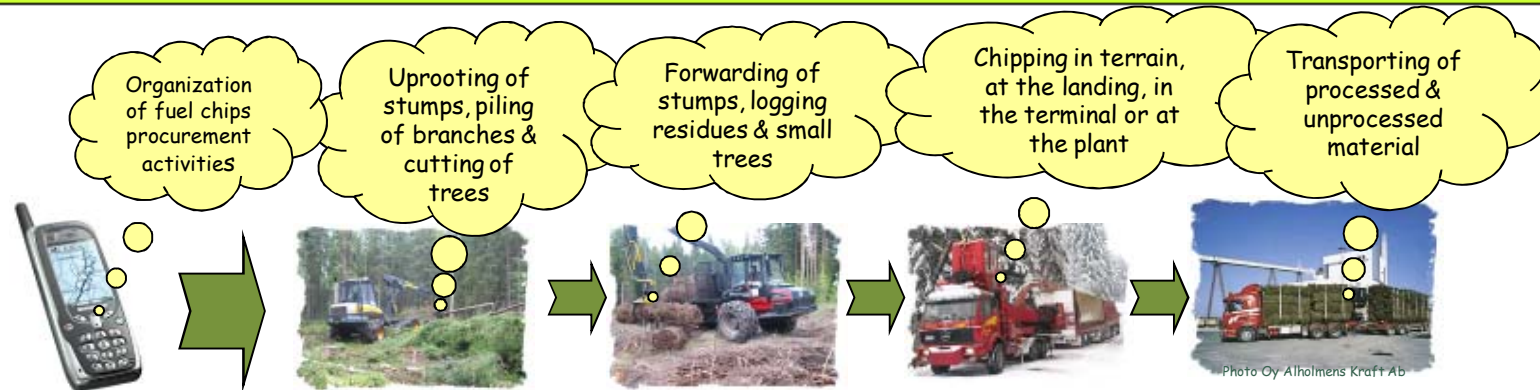 Organization
of fuel chips
procurement
activities
Uprooting of
stumps, piling
of branches &
cutting of
trees
Forwarding of
stumps, logging
residues & small
trees
Chipping in terrain,
at the landing, in
the terminal or at
the plant
Transporting of
processed &
unprocessed
material
Photo Oy Alholmens Kraft Ab